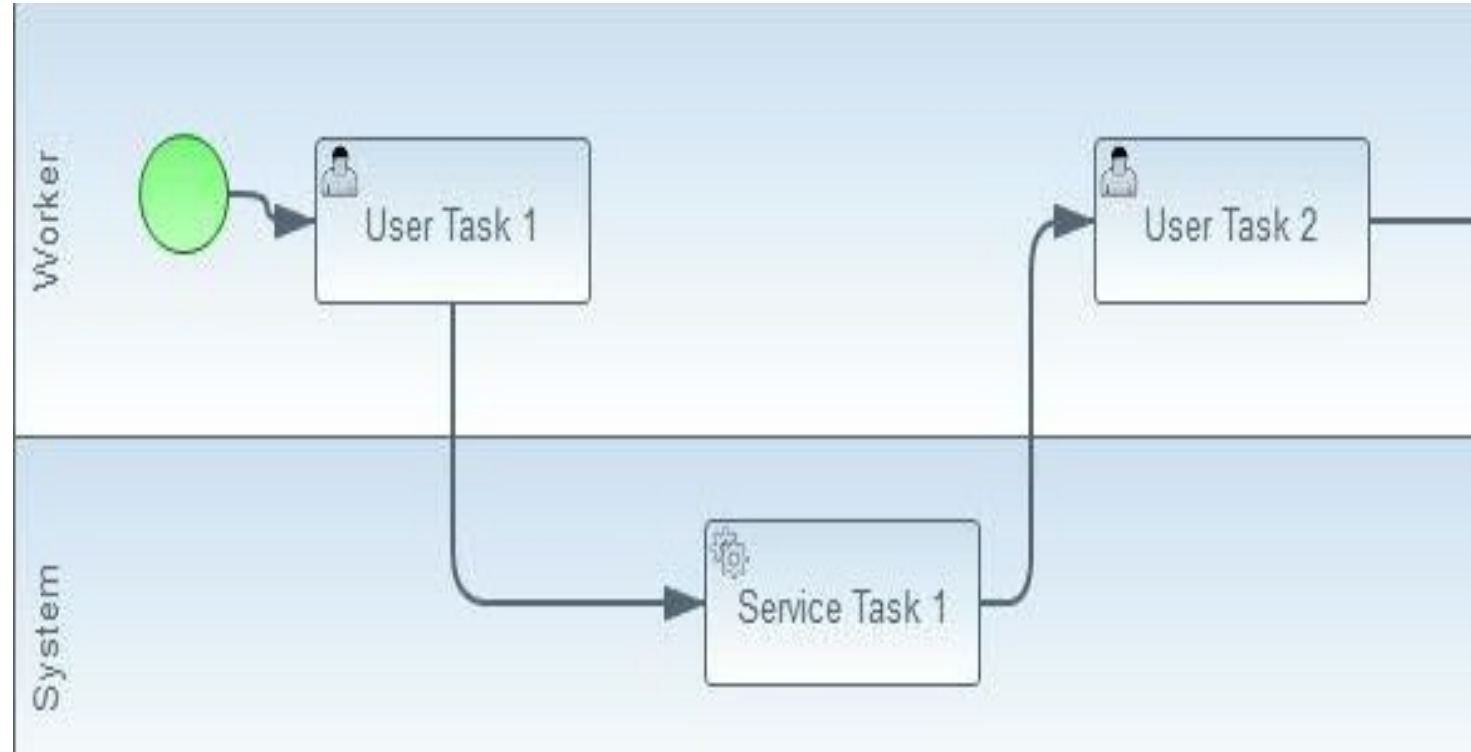 Worker
User Task 1
User Task 2
System
Service Task 1